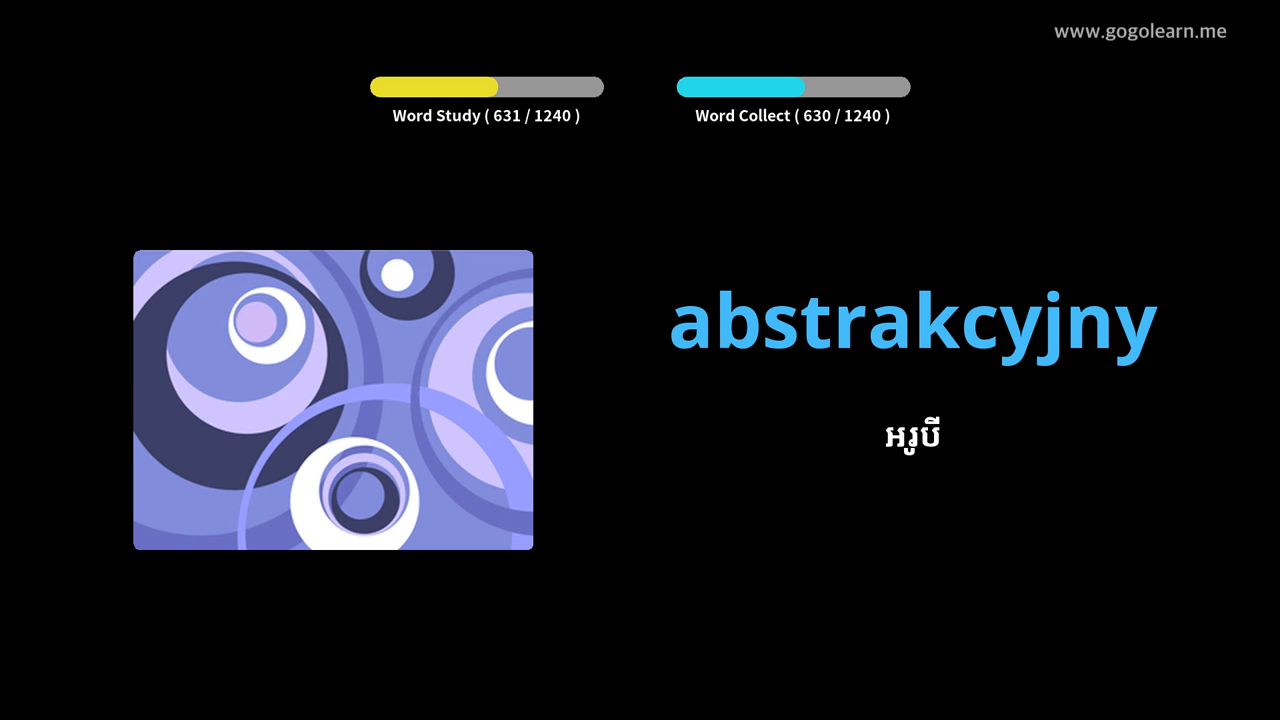 www.gogolearn.me
Word Study ( 631 / 1240 )
Word Collect ( 630 / 1240 )
abstrakcyjny
អរូបី